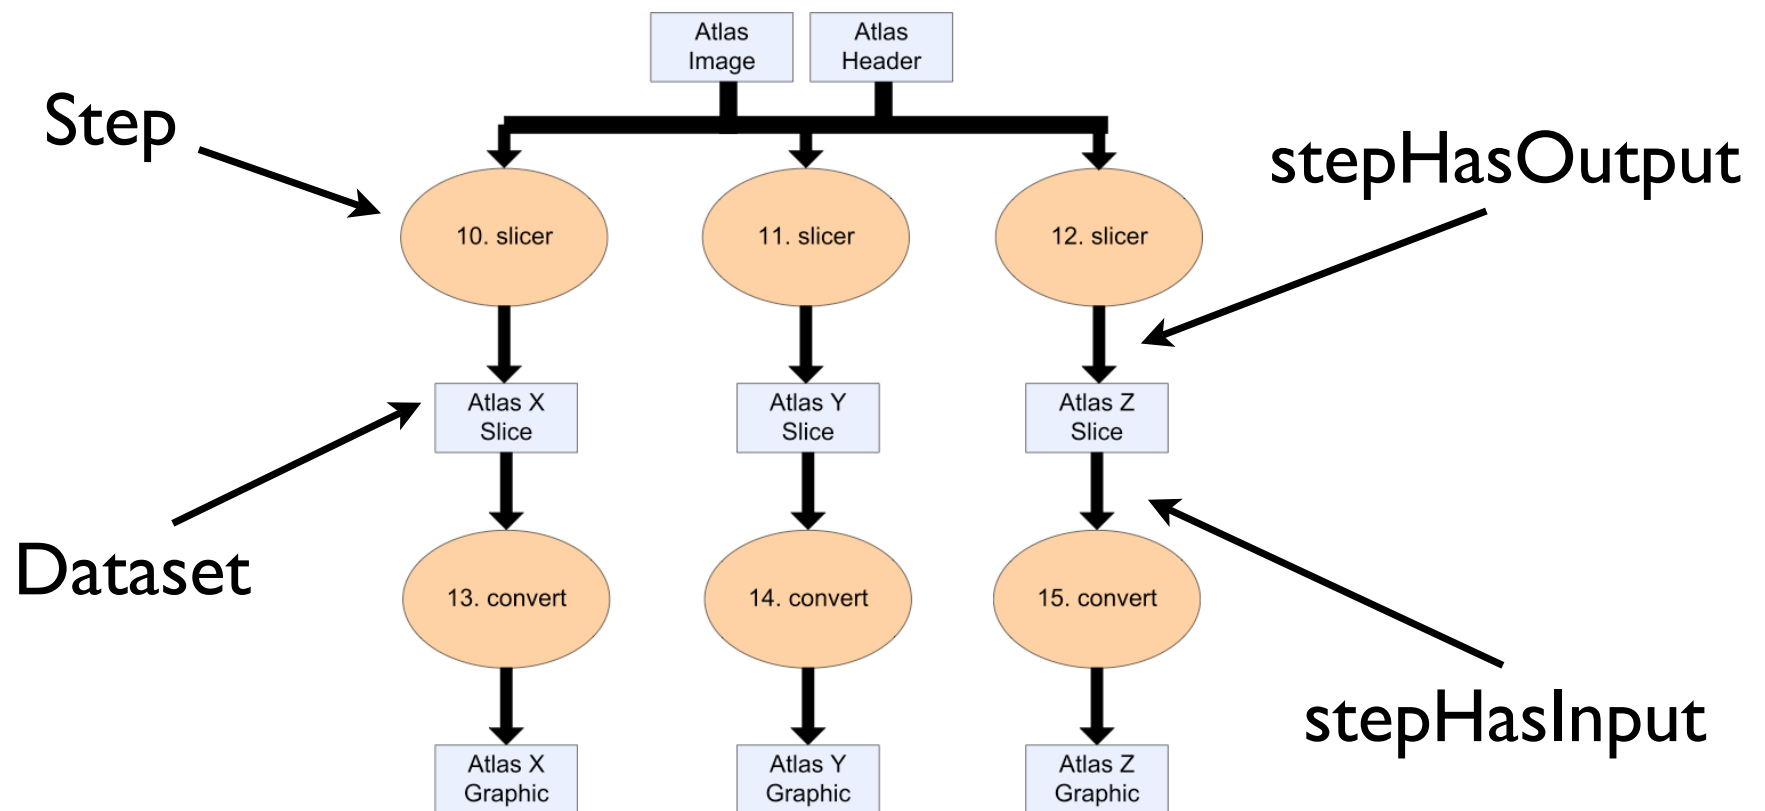 Atlas
Image
Atlas
Header
Step
stepHasOutput
10. slicer
11. slicer
12. slicer
Atlas X
Slice
Atlas Y
Slice
Atlas Z
Slice
Dataset
13. convert
14. convert
15. convert
stepHasInput
Atlas X
Graphic
Atlas Y
Graphic
Atlas Z
Graphic